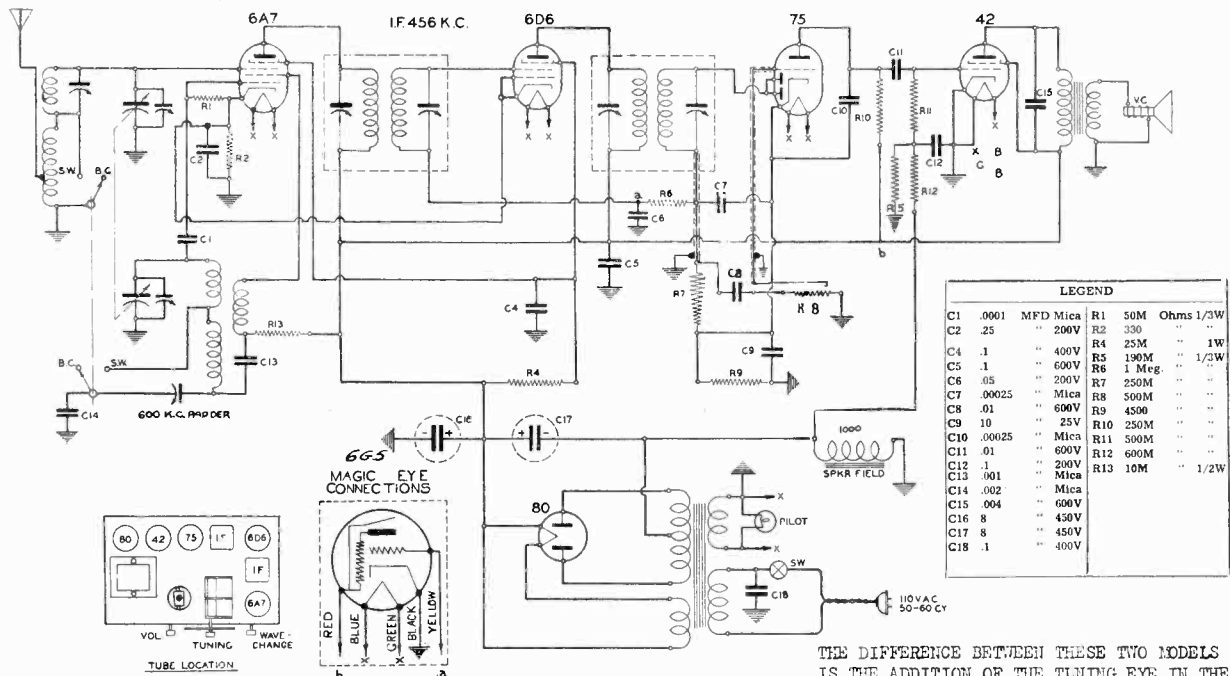 6A7
I.F. 456 K.C.
6D6
75
42
R1
C2
R2
X X
X X
X X
C10
R10
C11
R11
C12
R15
R12
X B
G
B
C15
V.C.
S.W.
B.C.
C1
a
R6
C6
C7
C5
b
R7
C8
R 8
C4
R13
C13
C9
R4
R9
B.C.
S.W.
C14
600 K.C. PADDER
C16
C17
1000
SPKR FIELD
6G5
MAGIC EYE
CONNECTIONS
RED
BLUE
GREEN
BLACK
YELLOW
b
X
X
a
80
X
PILOT
X
SW
C18
110 V AC
50-60 CY
80
42
75
I F
6D6
IF
6A7
VOL.
TUNING
WAVE-
CHANGE
TUBE LOCATION
LEGEND
C1 .0001 MFD Mica R1 50M Ohms 1/3W
C2 .25 " 200V R2 330 " "
C4 .1 " 400V R4 25M " 1W
C5 .1 " 600V R5 190M " 1/3W
C6 .05 " 200V R6 1 Meg. " "
C7 .00025 " Mica R7 250M " "
C8 .01 " 600V R8 500M " "
C9 10 " 25V R9 4500 " "
C10 .00025 " Mica R10 250M " "
C11 .01 " 600V R11 500M " "
C12 .1 " 200V R12 600M " "
C13 .001 " Mica R13 10M " 1/2W
C14 .002 " Mica
C15 .004 " 600V
C16 8 " 450V
C17 8 " 450V
C18 .1 " 400V
THE DIFFERENCE BETWEEN THESE TWO MODELS
IS THE ADDITION OF THE TUNING EYE IN THE